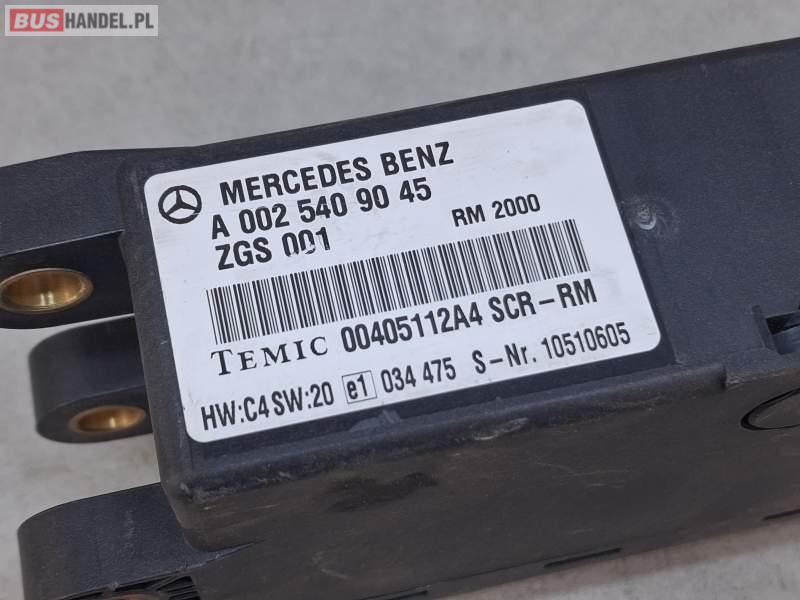 BUSHANDEL.PL
MERCEDES BENZ
A 002 540 90 45
ZGS 001 RM 2000
TEMIC 00405112A4 SCR-RM
HW:C4 SW:20 e1 034 475 S-Nr. 10510605